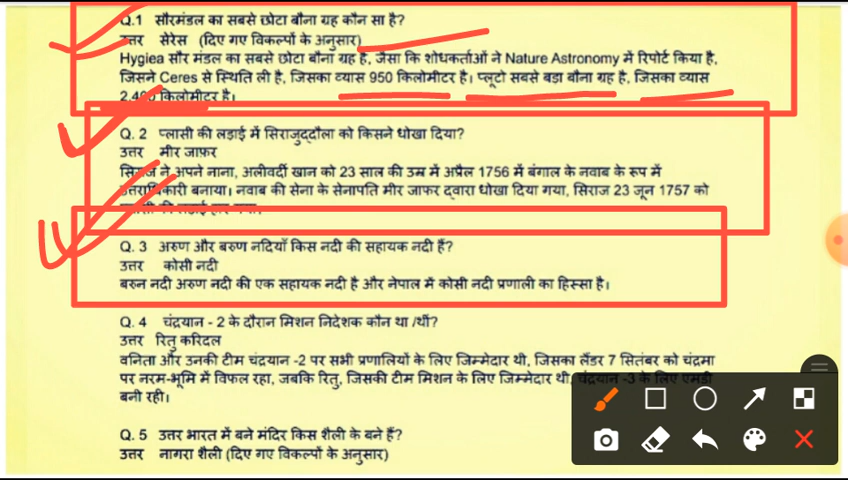 Q.1 सौरमंडल का सबसे छोटा बौना ग्रह कौन सा है?
उत्तर सेरेस (दिए गए विकल्पों के अनुसार)
Hygiea सौर मंडल का सबसे छोटा बौना ग्रह है, जैसा कि शोधकर्ताओं ने Nature Astronomy में रिपोर्ट किया है,
जिसने Ceres से स्थिति ली है, जिसका व्यास 950 किलोमीटर है। प्लूटो सबसे बड़ा बौना ग्रह है, जिसका व्यास
2,400 किलोमीटर है।
Q. 2 प्लासी की लड़ाई में सिराजुद्दौला को किसने धोखा दिया?
उत्तर मीर जाफ़र
सिराज ने अपने नाना, अलीवर्दी खान को 23 साल की उम्र में अप्रैल 1756 में बंगाल के नवाब के रूप में
उत्तराधिकारी बनाया। नवाब की सेना के सेनापति मीर जाफर द्वारा धोखा दिया गया, सिराज 23 जून 1757 को
Q. 3 अरुण और बरुण नदियाँ किस नदी की सहायक नदी हैं?
उत्तर कोसी नदी
बरुन नदी अरुण नदी की एक सहायक नदी है और नेपाल में कोसी नदी प्रणाली का हिस्सा है।
Q. 4 चंद्रयान - 2 के दौरान मिशन निदेशक कौन था /थीं?
उत्तर रितु करिदल
वनिता और उनकी टीम चंद्रयान -2 पर सभी प्रणालियों के लिए जिम्मेदार थी, जिसका लैंडर 7 सितंबर को चंद्रमा
पर नरम-भूमि में विफल रहा, जबकि रितु, जिसकी टीम मिशन के लिए जिम्मेदार थी, चंद्रयान -3 के लिए एमडी
बनी रही।
Q. 5 उत्तर भारत में बने मंदिर किस शैली के बने हैं?
उत्तर नागरा शैली (दिए गए विकल्पों के अनुसार)